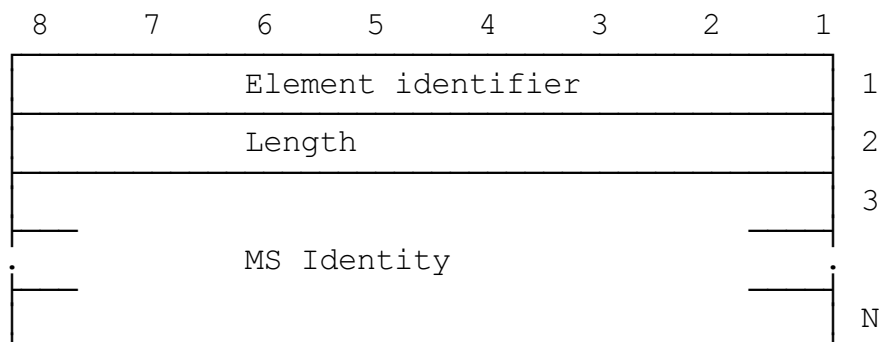 8 7 6 5 4 3 2 1
Element identifier 1
Length 2
3
MS Identity
N